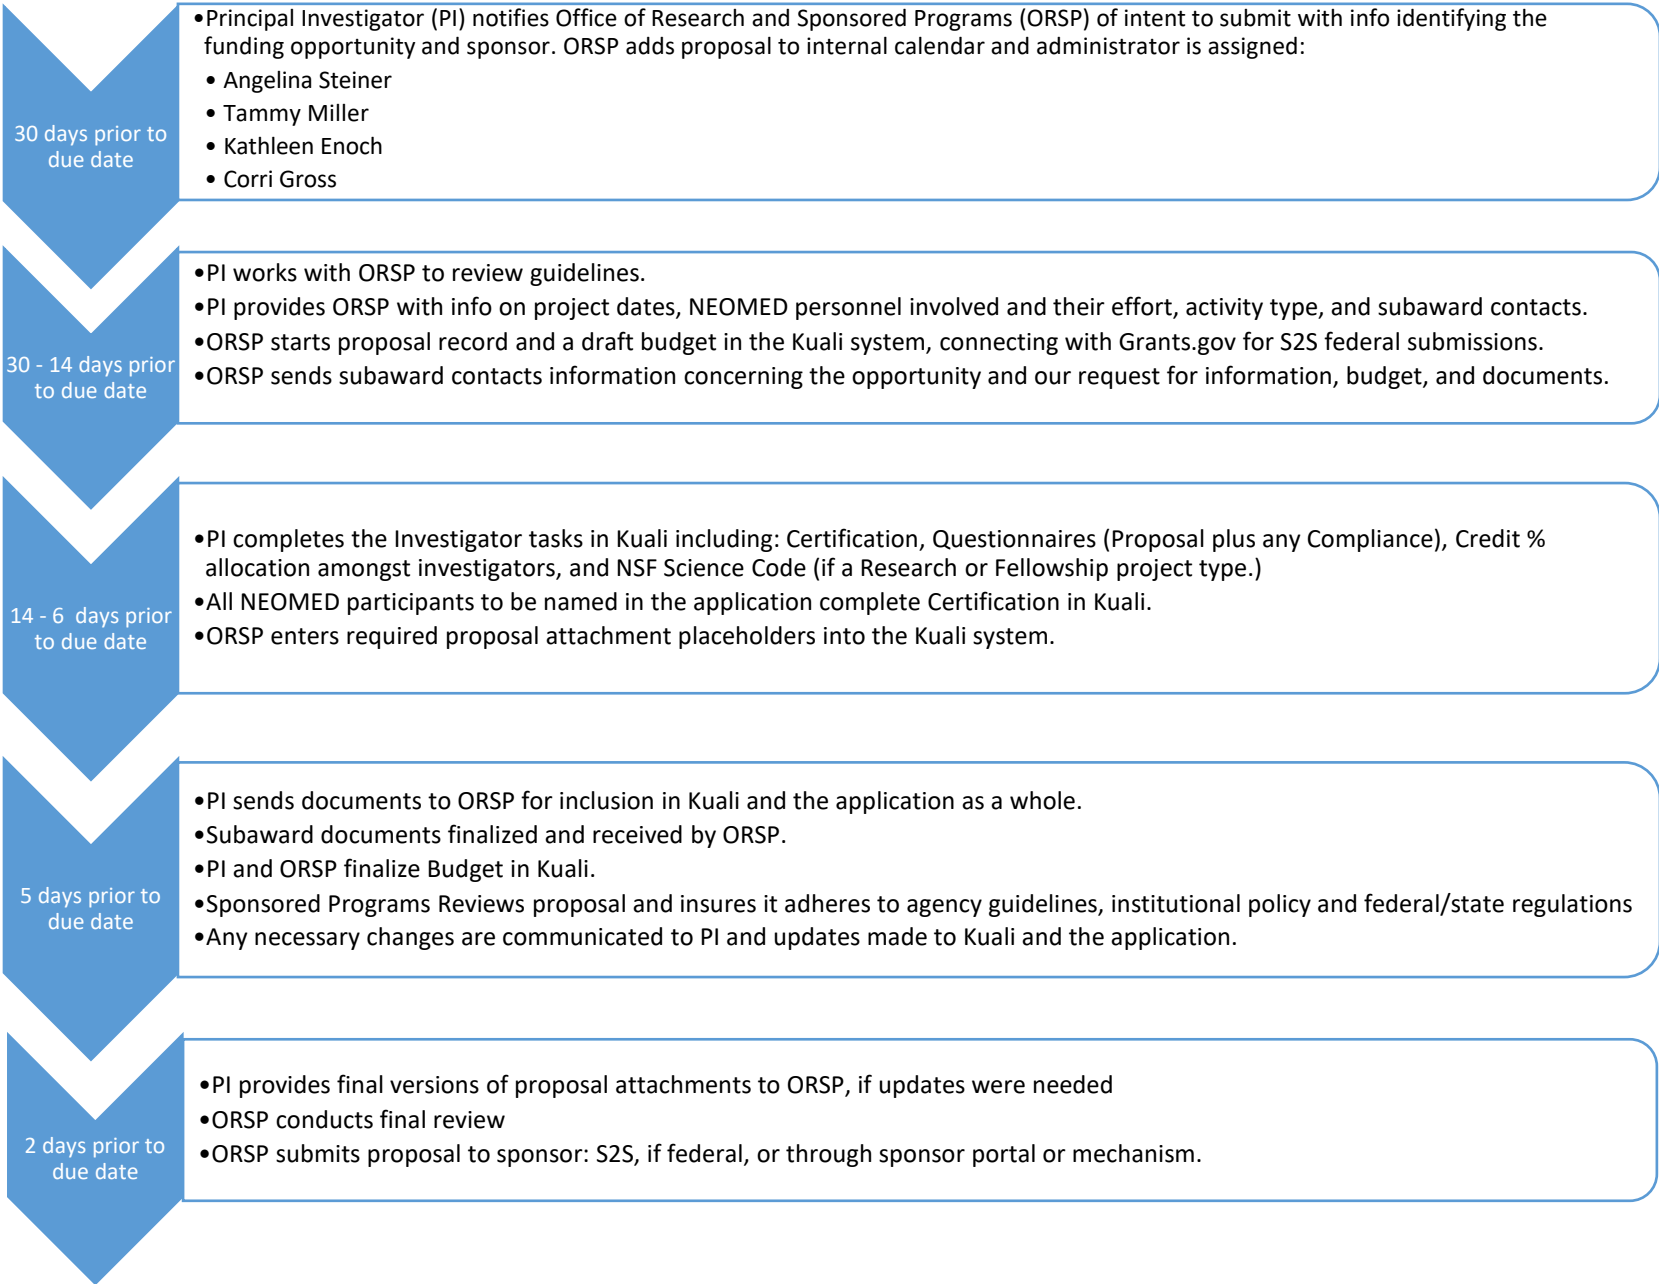 30 days prior to
due date
•Principal Investigator (PI) notifies Office of Research and Sponsored Programs (ORSP) of intent to submit with info identifying the
funding opportunity and sponsor. ORSP adds proposal to internal calendar and administrator is assigned:
• Angelina Steiner
• Tammy Miller
• Kathleen Enoch
• Corri Gross
30 - 14 days prior
to due date
•PI works with ORSP to review guidelines.
•PI provides ORSP with info on project dates, NEOMED personnel involved and their effort, activity type, and subaward contacts.
•ORSP starts proposal record and a draft budget in the Kuali system, connecting with Grants.gov for S2S federal submissions.
•ORSP sends subaward contacts information concerning the opportunity and our request for information, budget, and documents.
14 - 6 days prior
to due date
•PI completes the Investigator tasks in Kuali including: Certification, Questionnaires (Proposal plus any Compliance), Credit %
allocation amongst investigators, and NSF Science Code (if a Research or Fellowship project type.)
•All NEOMED participants to be named in the application complete Certification in Kuali.
•ORSP enters required proposal attachment placeholders into the Kuali system.
5 days prior to
due date
•PI sends documents to ORSP for inclusion in Kuali and the application as a whole.
•Subaward documents finalized and received by ORSP.
•PI and ORSP finalize Budget in Kuali.
•Sponsored Programs Reviews proposal and insures it adheres to agency guidelines, institutional policy and federal/state regulations
•Any necessary changes are communicated to PI and updates made to Kuali and the application.
2 days prior to
due date
•PI provides final versions of proposal attachments to ORSP, if updates were needed
•ORSP conducts final review
•ORSP submits proposal to sponsor: S2S, if federal, or through sponsor portal or mechanism.